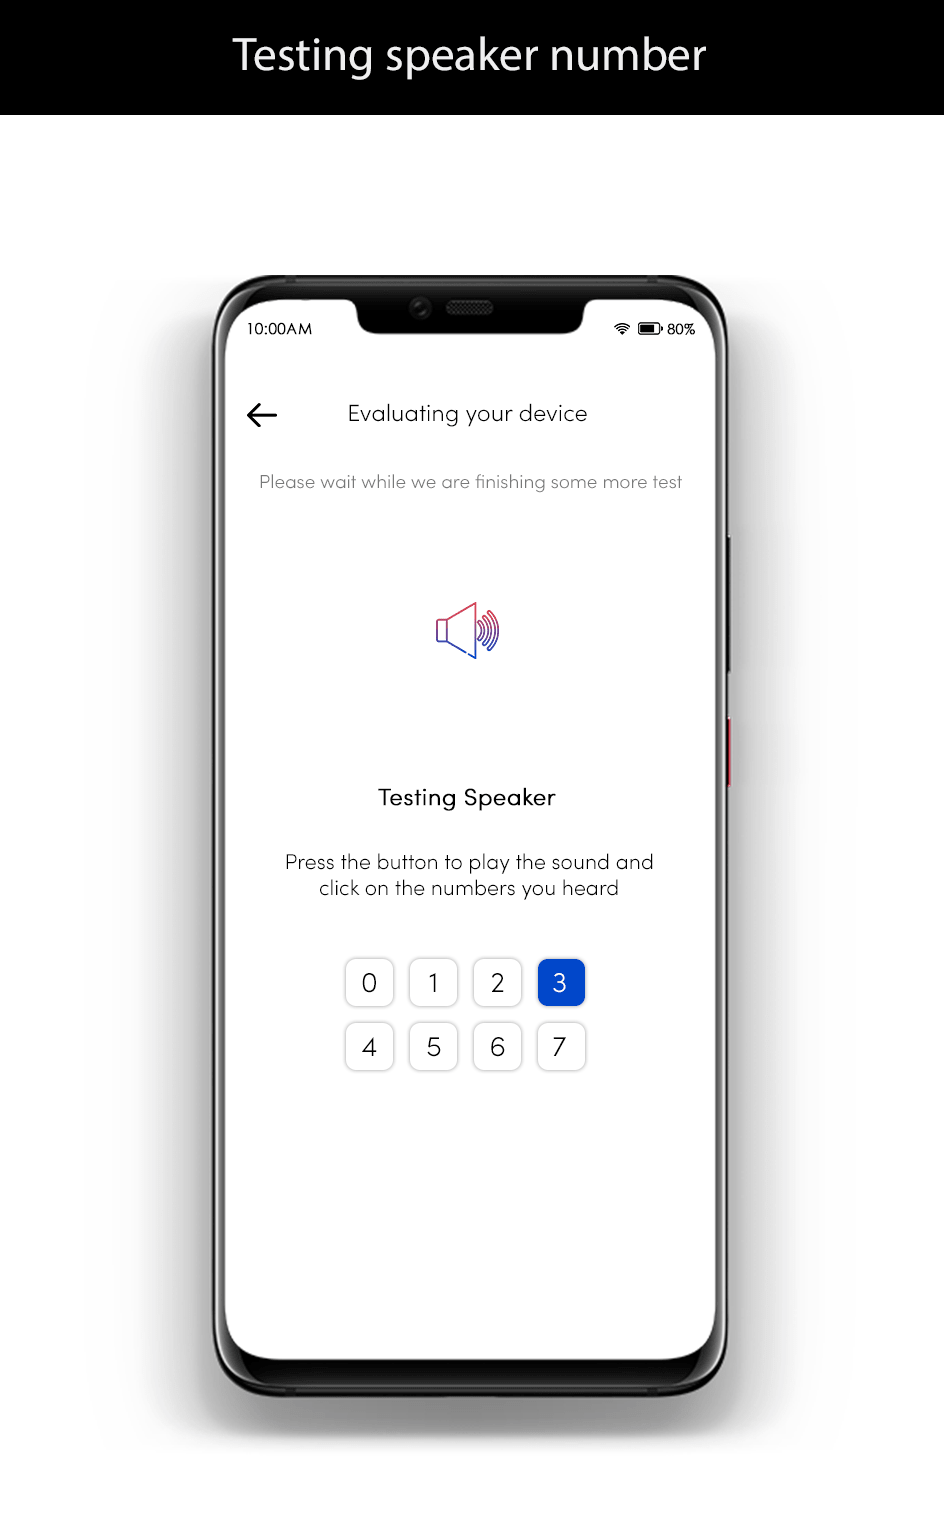 Testing speaker number
10:00AM 80%
Evaluating your device
Please wait while we are finishing some more test
Testing Speaker
Press the button to play the sound and
click on the numbers you heard
0 1 2 3
4 5 6 7